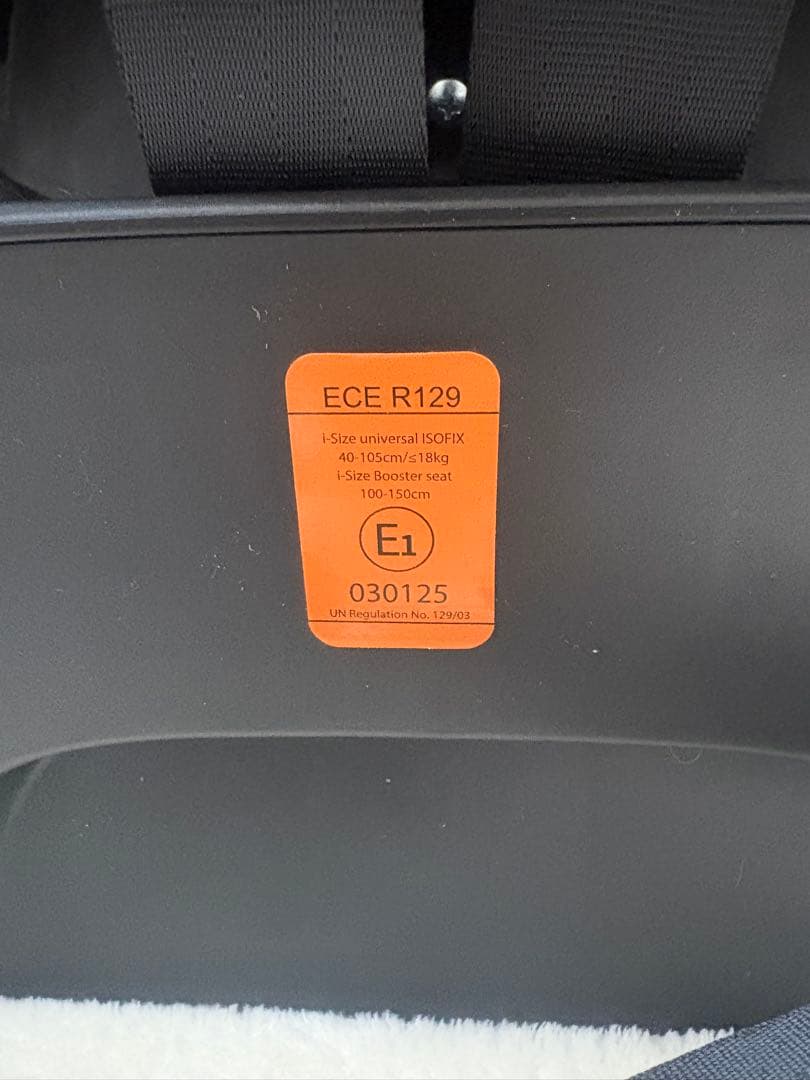 ECE R129
i-Size universal ISOFIX
40-105cm/≤18kg
i-Size Booster seat
100-150cm
E1
030125
UN Regulation No. 129/03